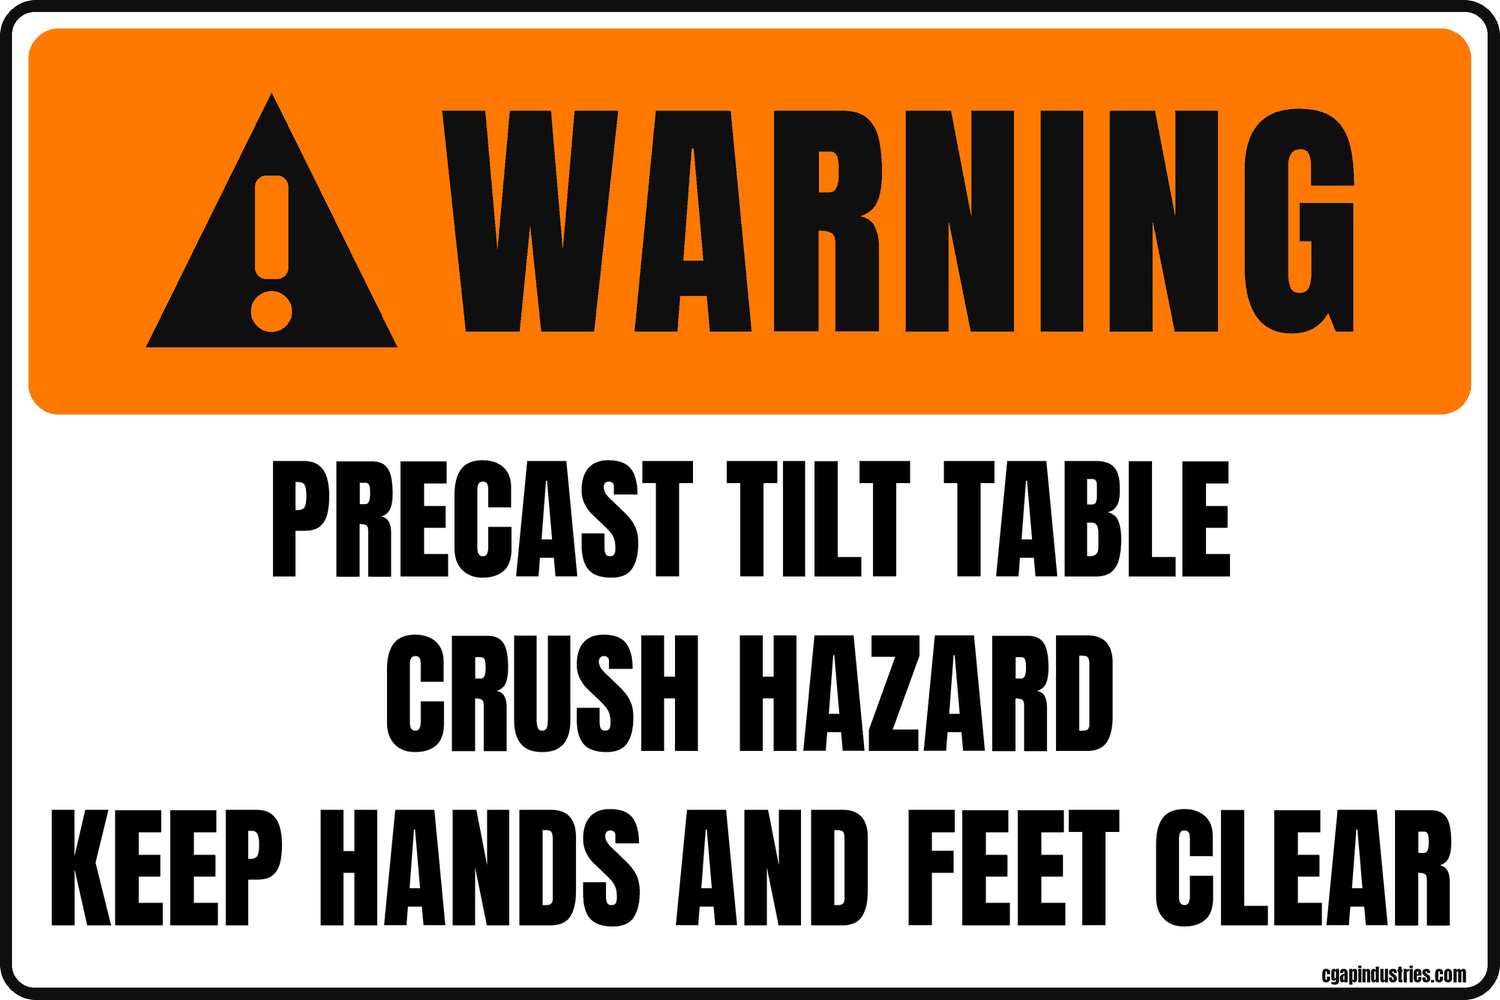 WARNING
PRECAST TILT TABLE
CRUSH HAZARD
KEEP HANDS AND FEET CLEAR
cgapindustries.com